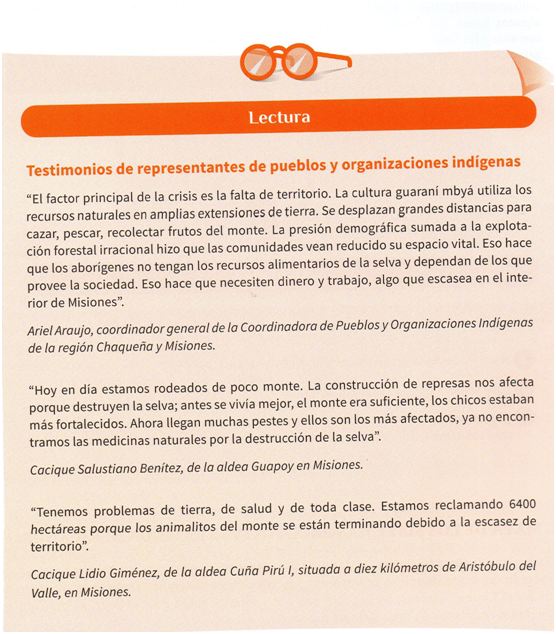 Lectura
Testimonios de representantes de pueblos y organizaciones indígenas
“El factor principal de la crisis es la falta de territorio. La cultura guaraní mbyá utiliza los
recursos naturales en amplias extensiones de tierra. Se desplazan grandes distancias para
cazar, pescar, recolectar frutos del monte. La presión demográfica sumada a la explota-
ción forestal irracional hizo que las comunidades vean reducido su espacio vital. Eso hace
que los aborígenes no tengan los recursos alimentarios de la selva y dependan de los que
provee la sociedad. Eso hace que necesiten dinero y trabajo, algo que escasea en el inte-
rior de Misiones”.
Ariel Araujo, coordinador general de la Coordinadora de Pueblos y Organizaciones Indígenas
de la región Chaqueña y Misiones.
“Hoy en día estamos rodeados de poco monte. La construcción de represas nos afecta
porque destruyen la selva; antes se vivía mejor, el monte era suficiente, los chicos estaban
más fortalecidos. Ahora llegan muchas pestes y ellos son los más afectados, ya no encon-
tramos las medicinas naturales por la destrucción de la selva”.
Cacique Salustiano Benítez, de la aldea Guapoy en Misiones.
“Tenemos problemas de tierra, de salud y de toda clase. Estamos reclamando 6400
hectáreas porque los animalitos del monte se están terminando debido a la escasez de
territorio”.
Cacique Lidio Giménez, de la aldea Cuña Pirú I, situada a diez kilómetros de Aristóbulo del
Valle, en Misiones.